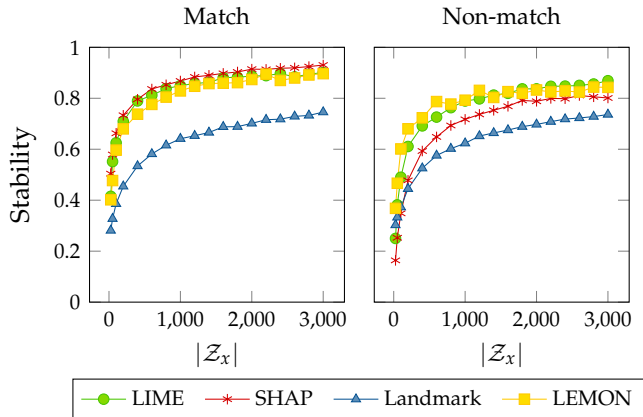 Match Non-match
1
0.8
0.6
0.4
0.2
0
Stability
0 1,000 2,000 3,000 0 1,000 2,000 3,000
|𝒵ₓ| |𝒵ₓ|
LIME SHAP Landmark LEMON